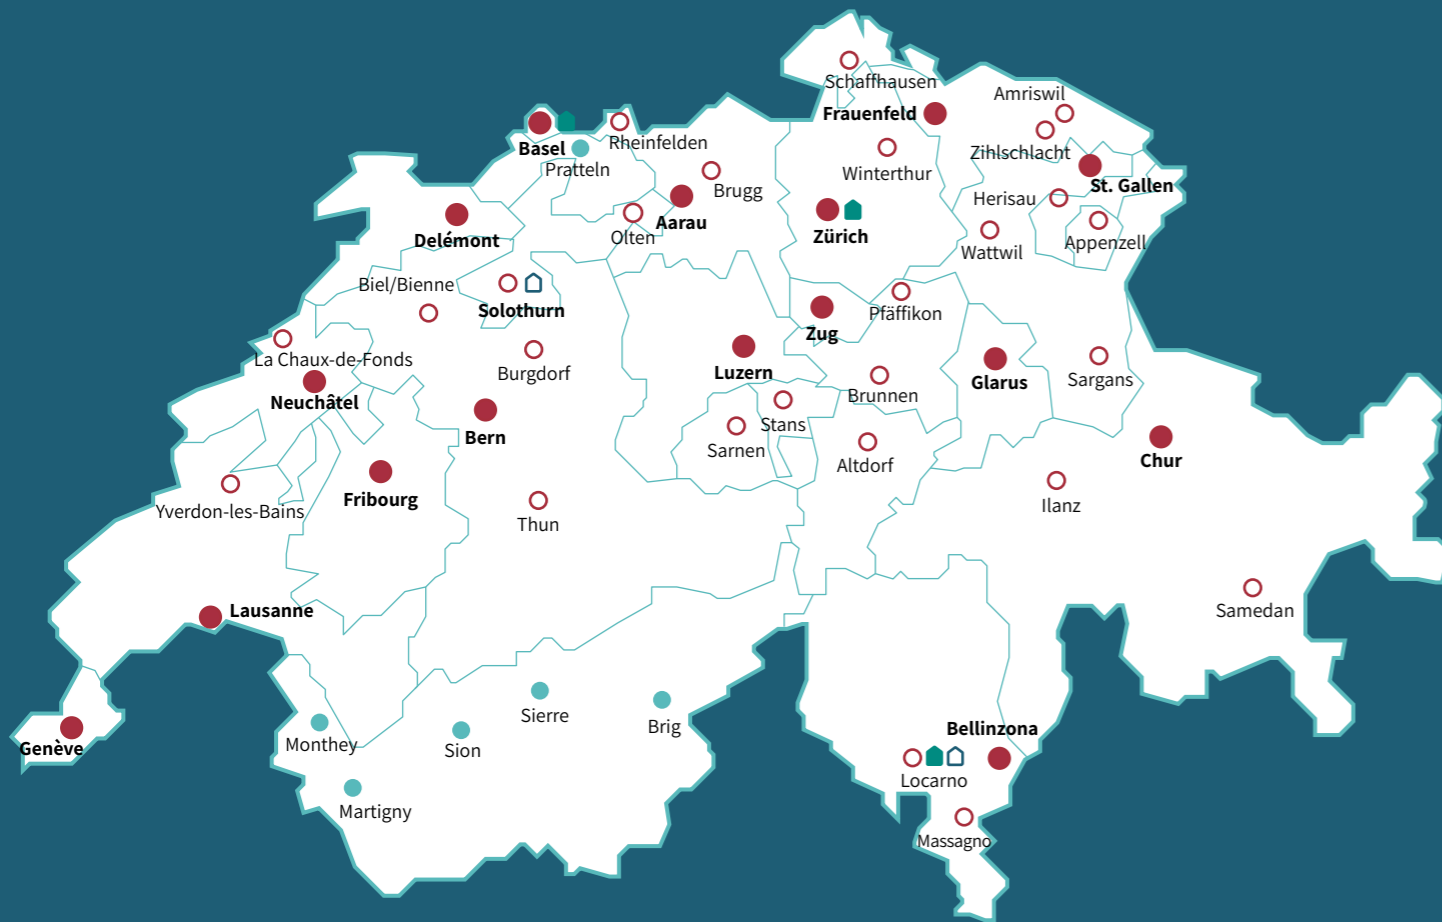 Schaffhausen
Amriswil
Frauenfeld
Rheinfelden
Basel
Zihlschlacht
Pratteln
Winterthur
St. Gallen
Brugg
Herisau
Aarau
Zürich
Olten
Delémont
Appenzell
Wattwil
Biel/Bienne
Solothurn
Pfäffikon
Zug
La Chaux-de-Fonds
Burgdorf
Luzern
Glarus
Sargans
Brunnen
Neuchâtel
Stans
Bern
Sarnen
Altdorf
Chur
Fribourg
Ilanz
Yverdon-les-Bains
Thun
Lausanne
Samedan
Sierre
Brig
Bellinzona
Genève
Monthey
Sion
Locarno
Martigny
Massagno